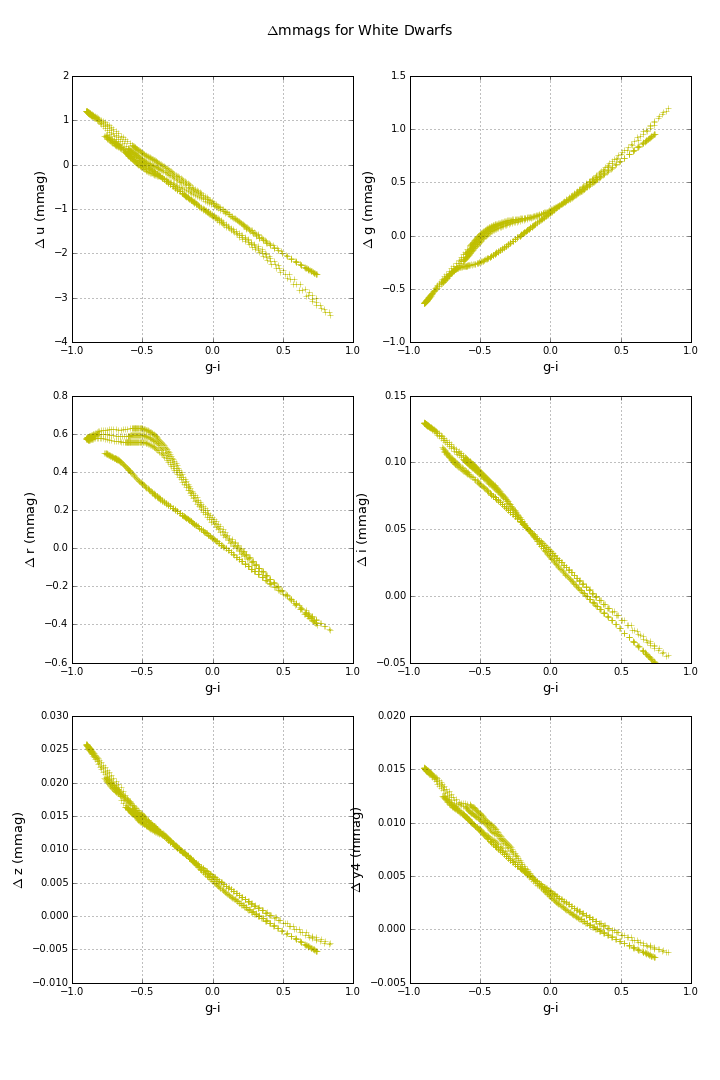 Δmmags for White Dwarfs
2
1
0
−1
−2
−3
−4
Δ u (mmag)
−1.0 −0.5 0.0 0.5 1.0
g-i
1.5
1.0
0.5
0.0
−0.5
−1.0
Δ g (mmag)
−1.0 −0.5 0.0 0.5 1.0
g-i
0.8
0.6
0.4
0.2
0.0
−0.2
−0.4
−0.6
Δ r (mmag)
−1.0 −0.5 0.0 0.5 1.0
g-i
0.15
0.10
0.05
0.00
−0.05
Δ i (mmag)
−1.0 −0.5 0.0 0.5 1.0
g-i
0.030
0.025
0.020
0.015
0.010
0.005
0.000
−0.005
−0.010
Δ z (mmag)
−1.0 −0.5 0.0 0.5 1.0
g-i
0.020
0.015
0.010
0.005
0.000
−0.005
Δ y4 (mmag)
−1.0 −0.5 0.0 0.5 1.0
g-i